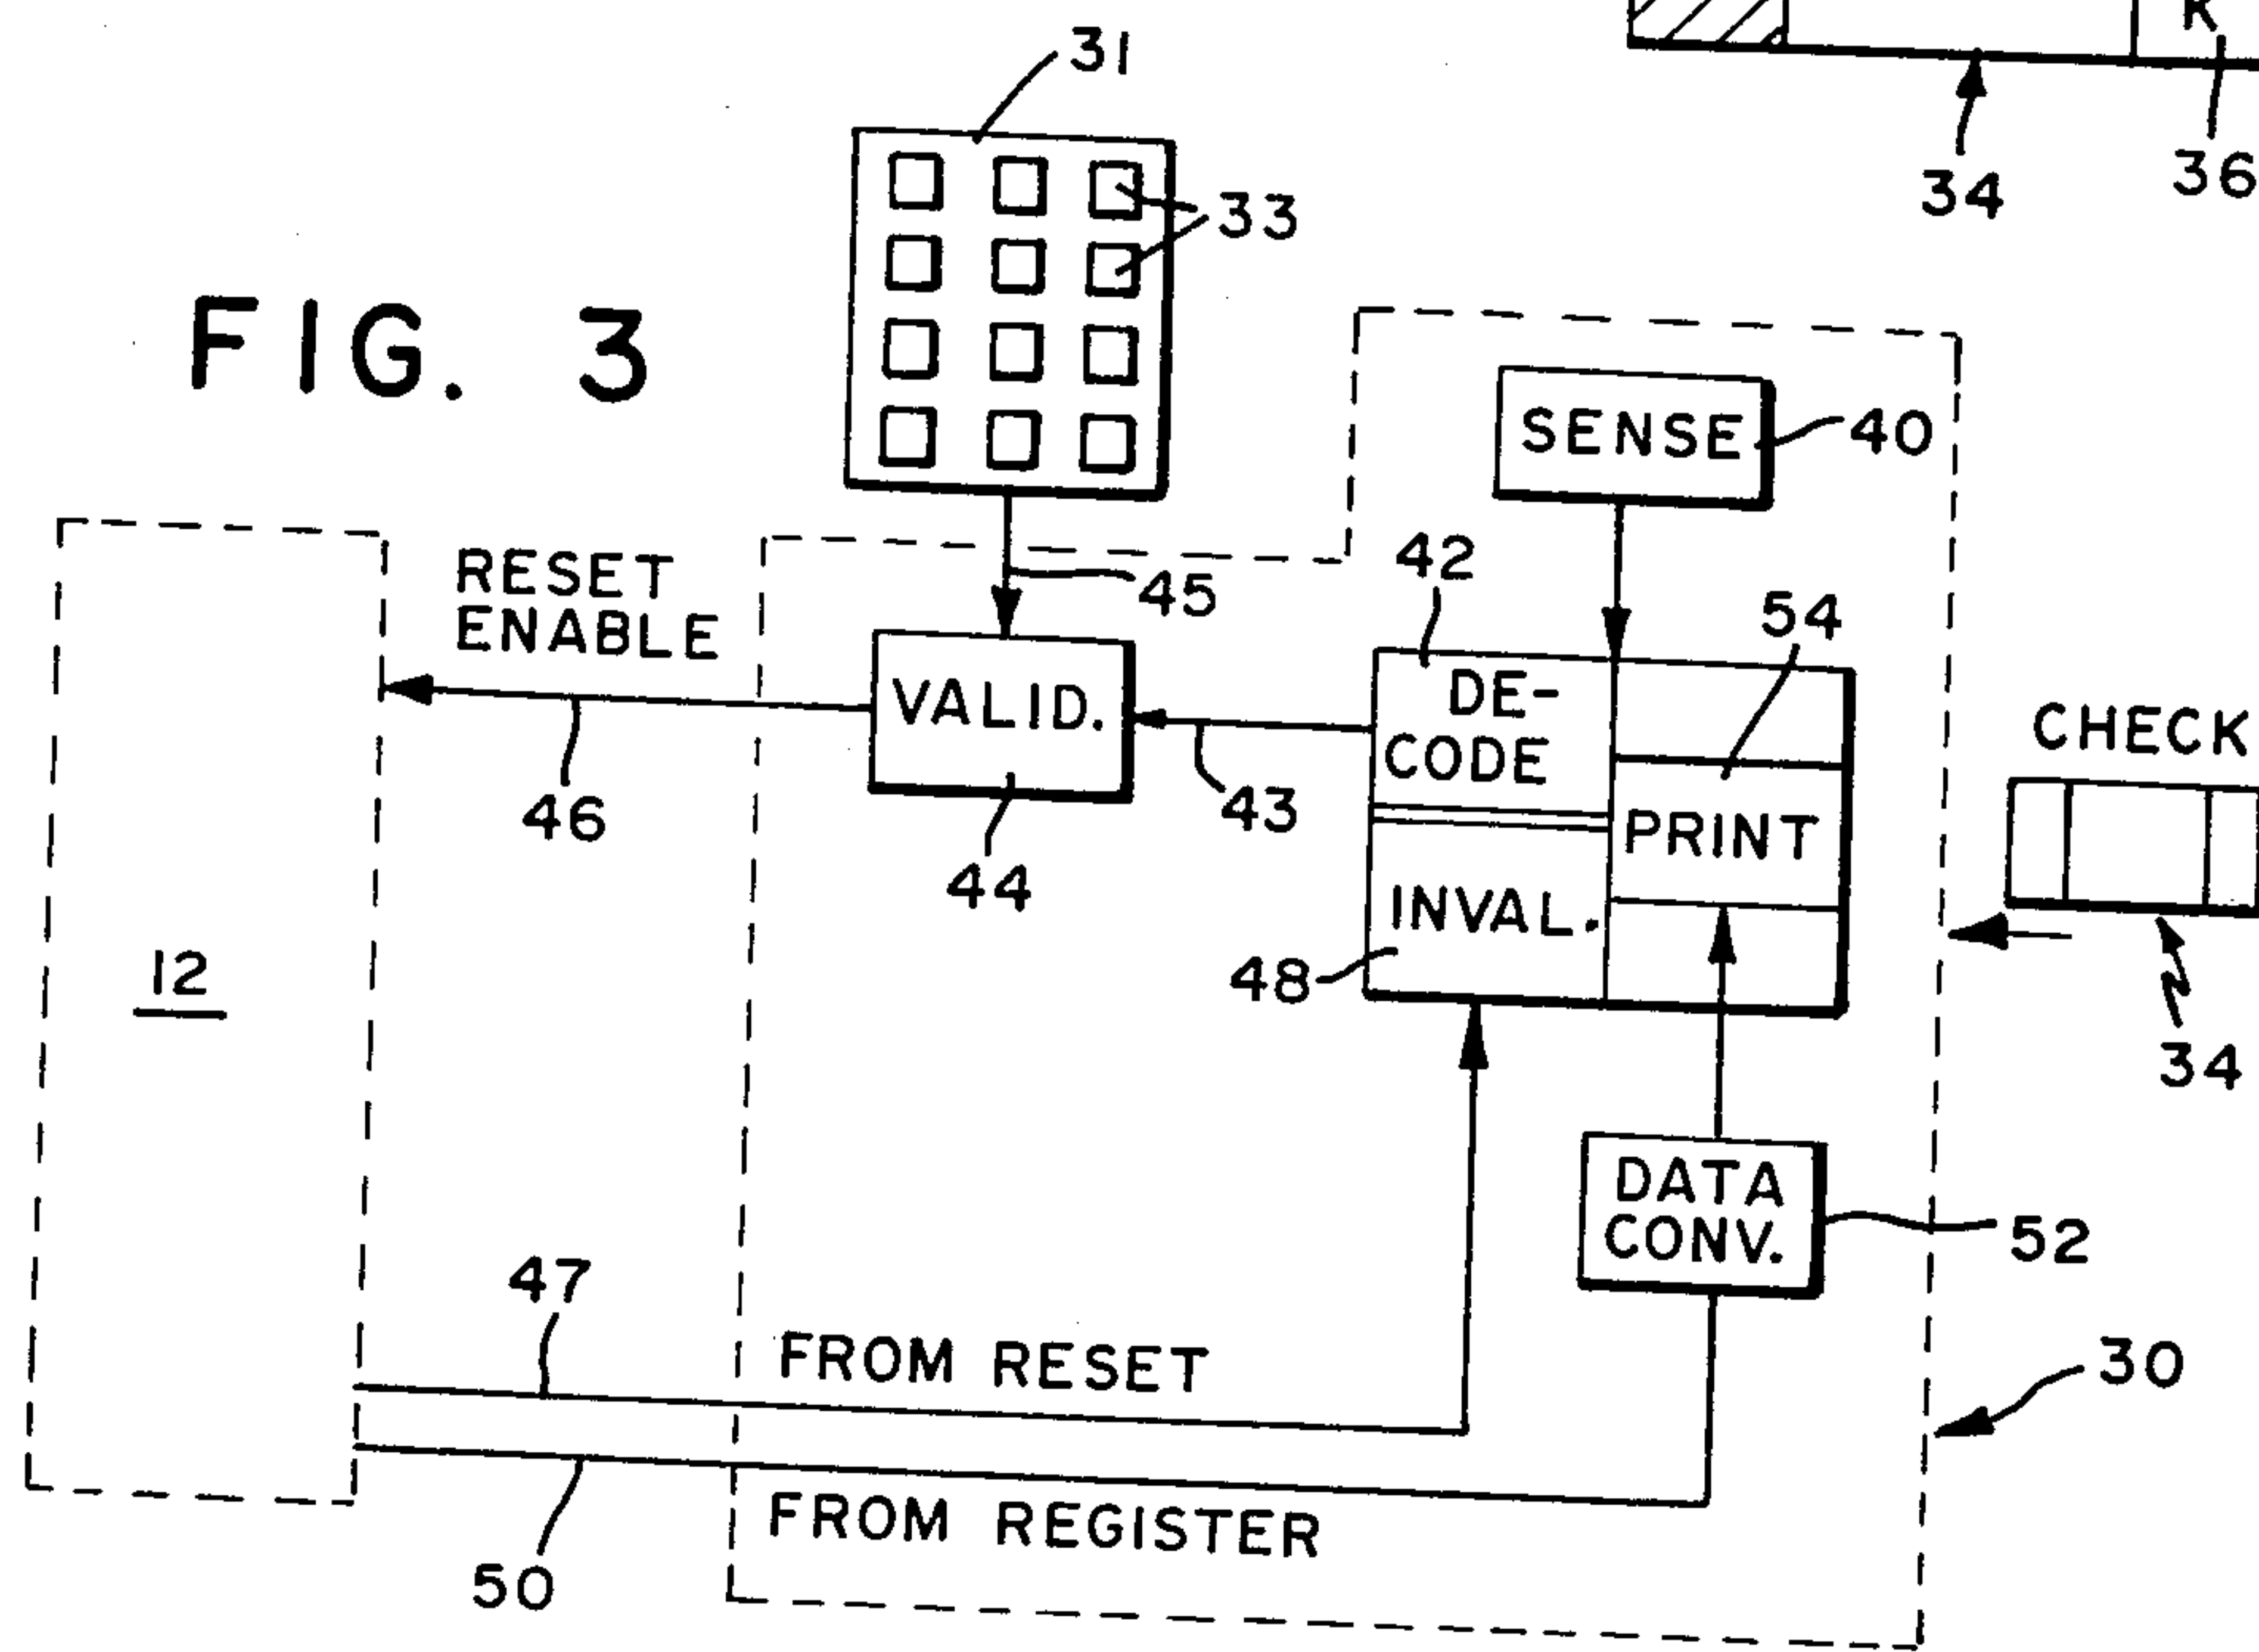 31
K
34
36
33
FIG. 3
SENSE
40
42
RESET
ENABLE
45
54
DE-
CODE
VALID.
CHECK
43
46
PRINT
44
INVAL.
48
12
34
DATA
CONV.
52
47
FROM RESET
30
FROM REGISTER
50